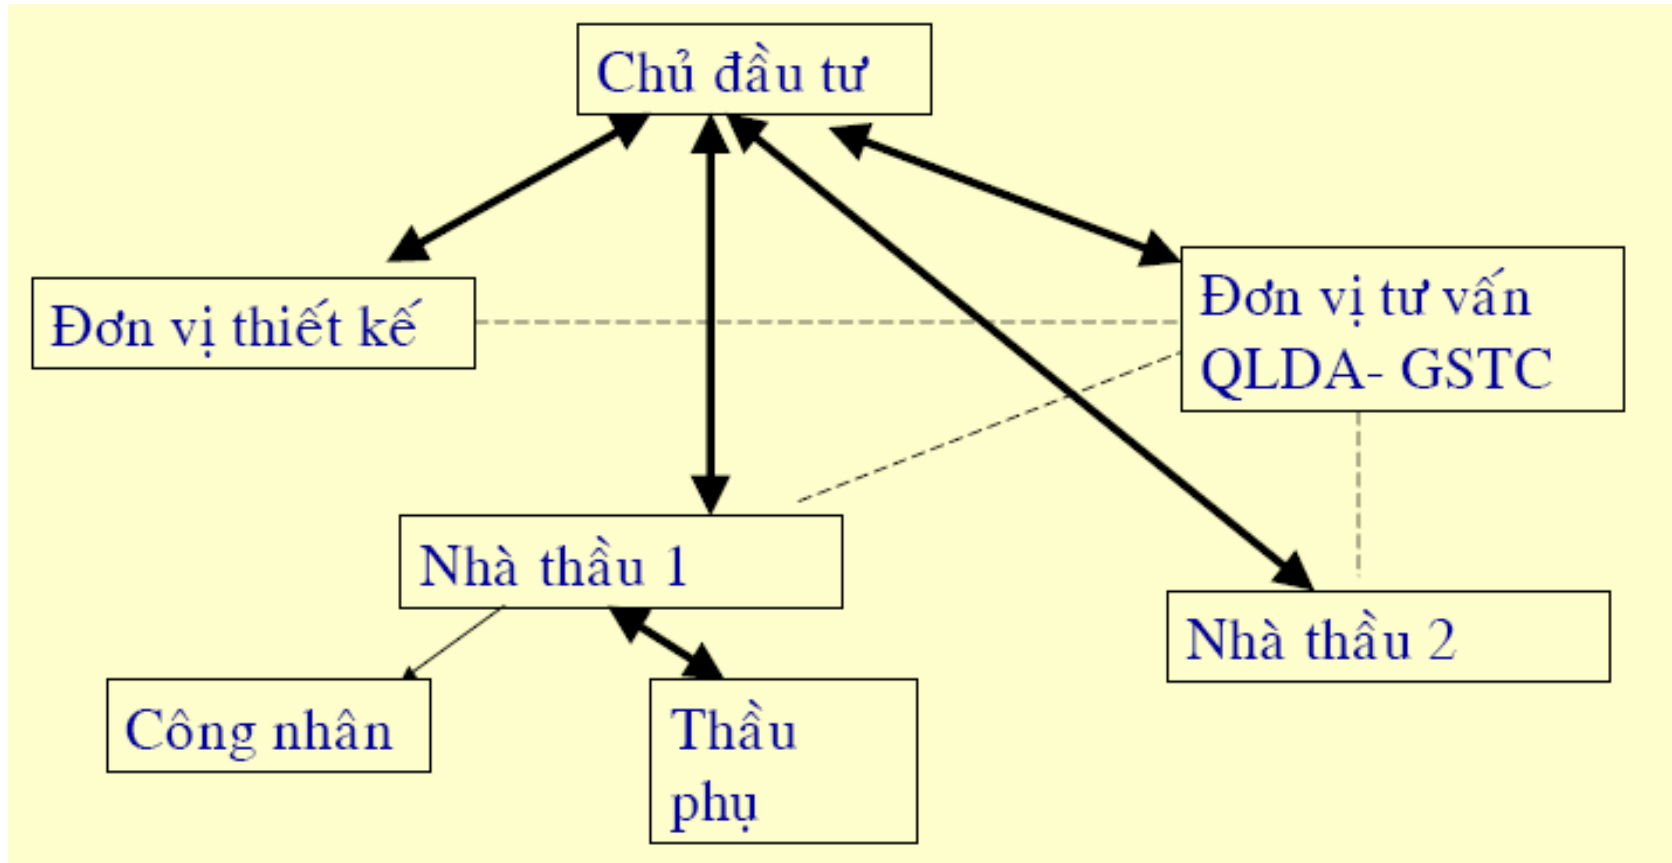 Chủ đầu tư
Đơn vị thiết kế
Đơn vị tư vấn
QLDA- GSTC
Nhà thầu 1
Nhà thầu 2
Công nhân
Thầu
phụ